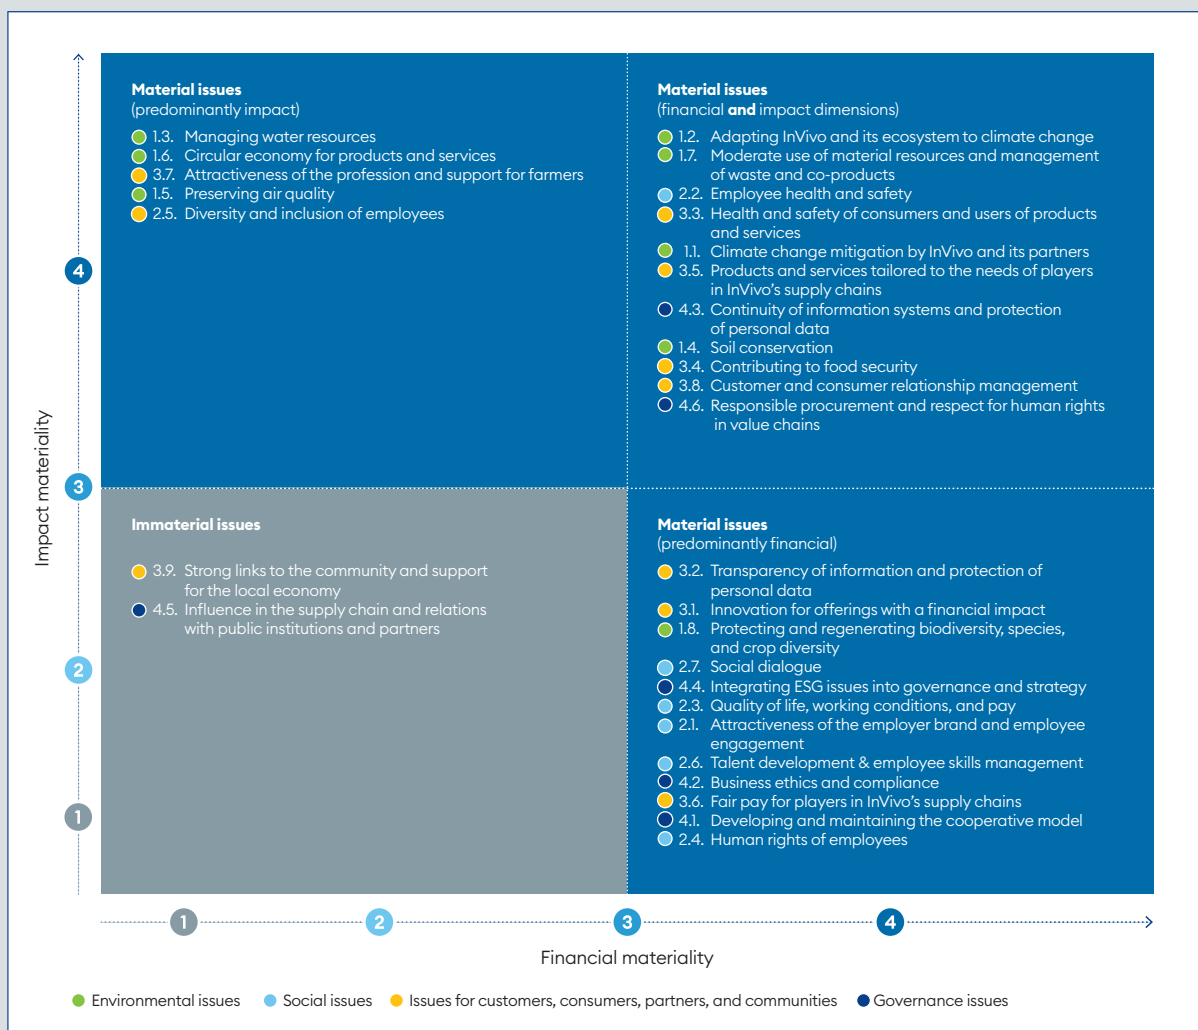 Material issues
(predominantly impact)
1.3. Managing water resources
1.6. Circular economy for products and services
3.7. Attractiveness of the profession and support for farmers
1.5. Preserving air quality
2.5. Diversity and inclusion of employees
Material issues
(financial and impact dimensions)
1.2. Adapting InVivo and its ecosystem to climate change
1.7. Moderate use of material resources and management
of waste and co-products
2.2. Employee health and safety
3.3. Health and safety of consumers and users of products
and services
1.1. Climate change mitigation by InVivo and its partners
3.5. Products and services tailored to the needs of players
in InVivo's supply chains
4.3. Continuity of information systems and protection
of personal data
1.4. Soil conservation
3.4. Contributing to food security
3.8. Customer and consumer relationship management
4.6. Responsible procurement and respect for human rights
in value chains
Immaterial issues
3.9. Strong links to the community and support
for the local economy
4.5. Influence in the supply chain and relations
with public institutions and partners
Material issues
(predominantly financial)
3.2. Transparency of information and protection of
personal data
3.1. Innovation for offerings with a financial impact
1.8. Protecting and regenerating biodiversity, species,
and crop diversity
2.7. Social dialogue
4.4. Integrating ESG issues into governance and strategy
2.3. Quality of life, working conditions, and pay
2.1. Attractiveness of the employer brand and employee
engagement
2.6. Talent development & employee skills management
4.2. Business ethics and compliance
3.6. Fair pay for players in InVivo's supply chains
4.1. Developing and maintaining the cooperative model
2.4. Human rights of employees
Impact materiality
4
3
2
1
1
2
3
4
Financial materiality
Environmental issues
Social issues
Issues for customers, consumers, partners, and communities
Governance issues